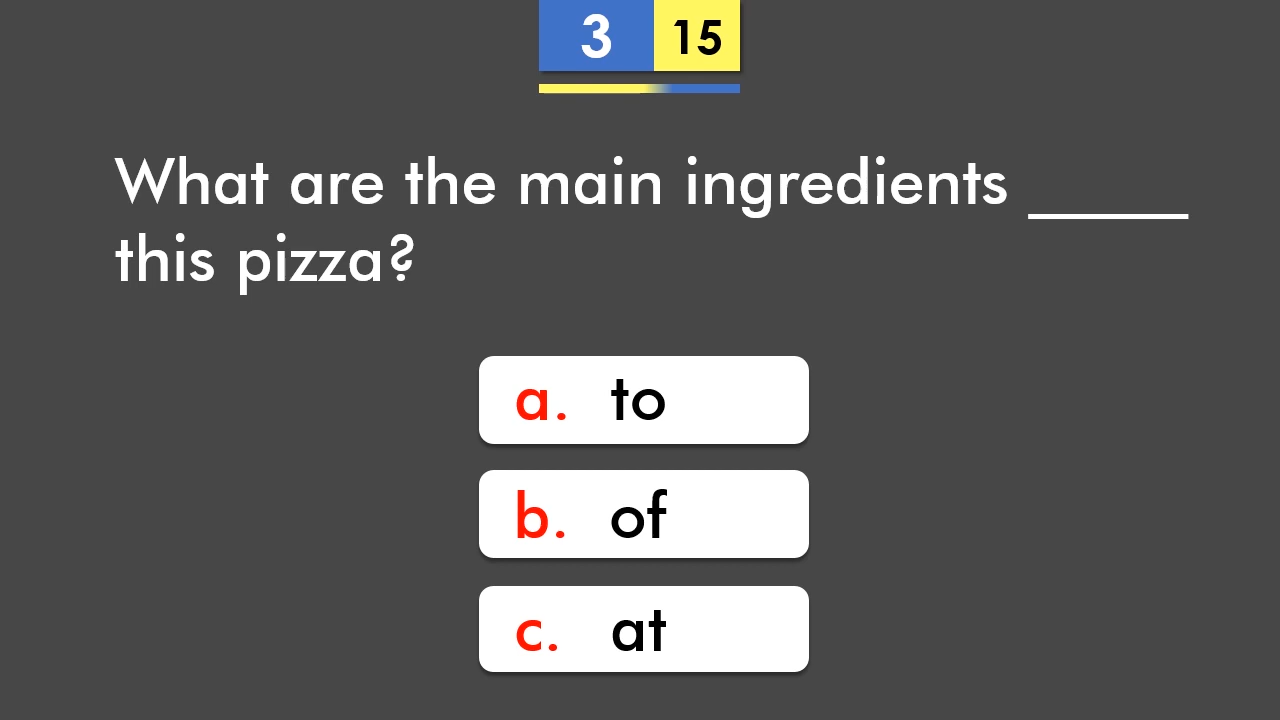 3 15
What are the main ingredients _____
this pizza?
a. to
b. of
c. at